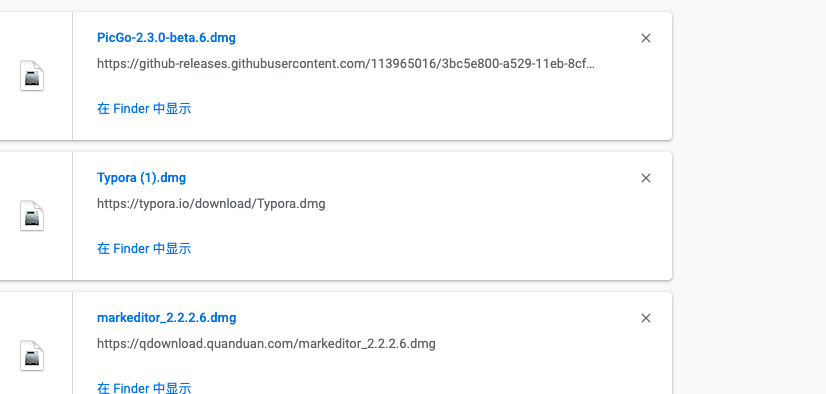 PicGo-2.3.0-beta.6.dmg
https://github-releases.githubusercontent.com/113965016/3bc5e800-a529-11eb-8cf...
在 Finder 中显示
Typora (1).dmg
https://typora.io/download/Typora.dmg
在 Finder 中显示
markeditor_2.2.2.6.dmg
https://qdownload.quanduan.com/markeditor_2.2.2.6.dmg
在 Finder 中显示